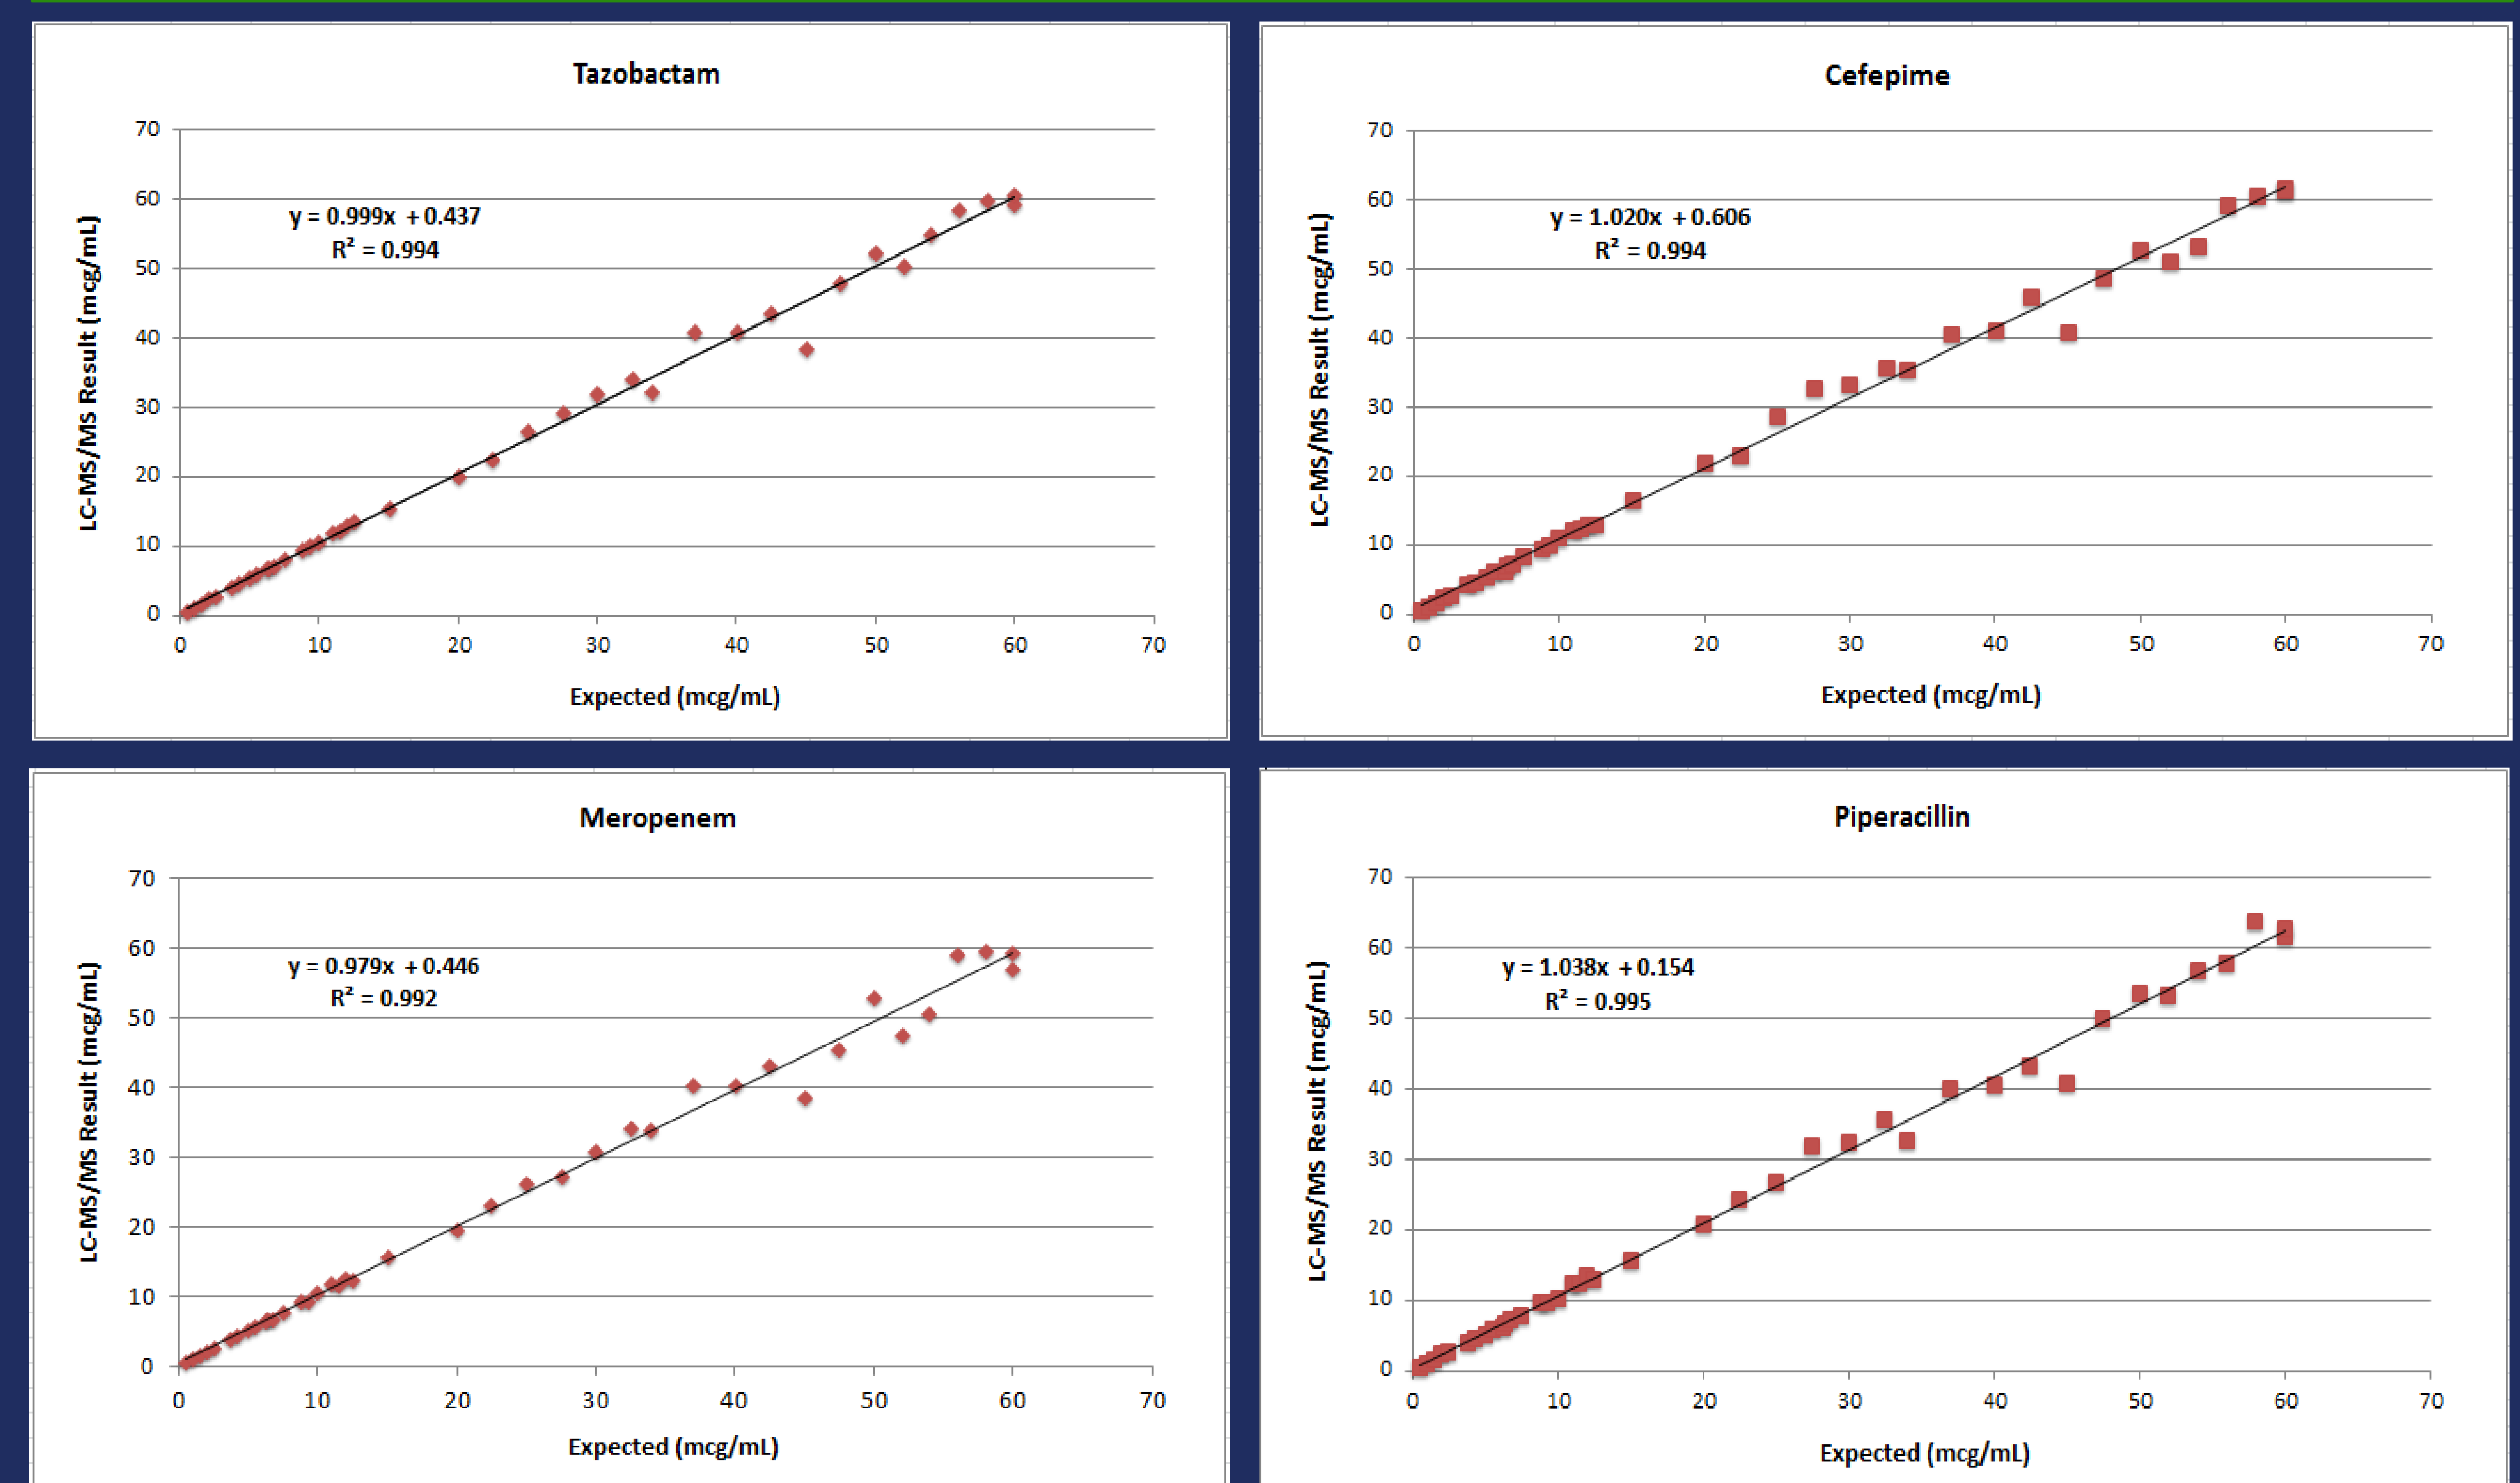 Tazobactam
70
60
50
40
30
20
10
0
y = 0.999x + 0.437
R² = 0.994
LC-MS/MS Result (mcg/mL)
0 10 20 30 40 50 60 70
Expected (mcg/mL)
Cefepime
70
60
50
40
30
20
10
0
y = 1.020x + 0.606
R² = 0.994
LC-MS/MS Result (mcg/mL)
0 10 20 30 40 50 60 70
Expected (mcg/mL)
Meropenem
70
60
50
40
30
20
10
0
y = 0.979x + 0.446
R² = 0.992
LC-MS/MS Result (mcg/mL)
0 10 20 30 40 50 60 70
Expected (mcg/mL)
Piperacillin
70
60
50
40
30
20
10
0
y = 1.038x + 0.154
R² = 0.995
LC-MS/MS Result (mcg/mL)
0 10 20 30 40 50 60 70
Expected (mcg/mL)